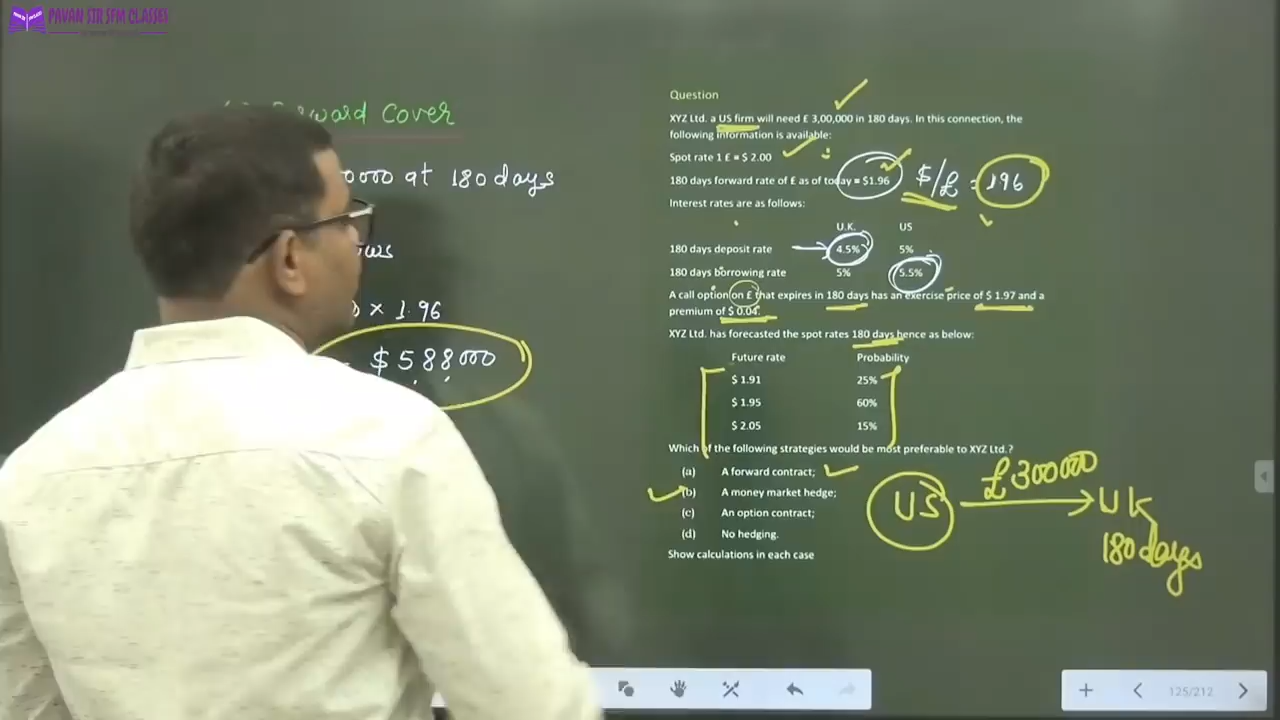 PAVAN SIR SFM CLASSES
Forward Cover
0000 at 180 days
ows
0 × 1.96
= $588000
Question
XYZ Ltd. a US firm will need £ 3,00,000 in 180 days. In this connection, the
following information is available:
Spot rate 1 £ = $ 2.00
180 days forward rate of £ as of today = $1.96
$/£ = 1.96
Interest rates are as follows:
U.K. US
180 days deposit rate 4.5% 5%
180 days borrowing rate 5% 5.5%
A call option on £ that expires in 180 days has an exercise price of $ 1.97 and a
premium of $ 0.04.
XYZ Ltd. has forecasted the spot rates 180 days hence as below:
Future rate Probability
$ 1.91 25%
$ 1.95 60%
$ 2.05 15%
Which of the following strategies would be most preferable to XYZ Ltd.?
(a) A forward contract;
(b) A money market hedge;
(c) An option contract;
(d) No hedging.
Show calculations in each case
US £300000 UK
180 days
125/212